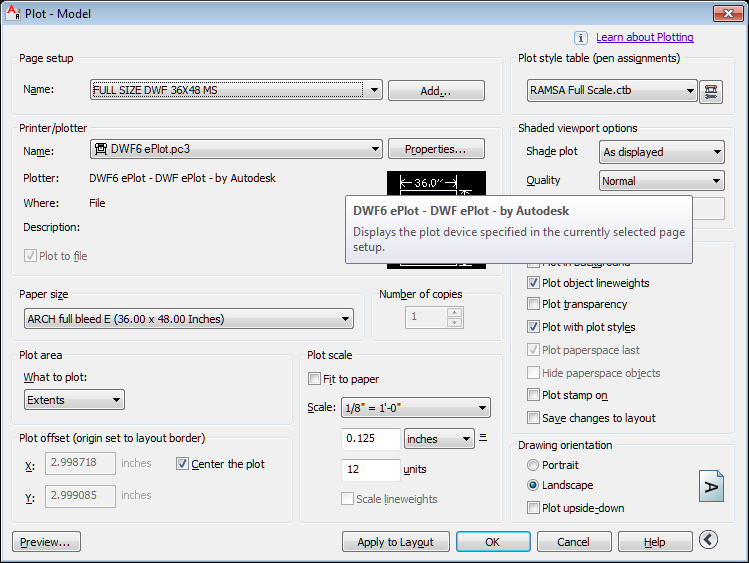 Plot - Model
Learn about Plotting
Page setup
Name:
FULL SIZE DWF 36X48 MS
Add...
Plot style table (pen assignments)
RAMSA Full Scale.ctb
Printer/plotter
Name:
DWF6 ePlot.pc3
Properties...
Plotter:
DWF6 ePlot - DWF ePlot - by Autodesk
Where:
File
Description:
Plot to file
36.0''
DWF6 ePlot - DWF ePlot - by Autodesk
Displays the plot device specified in the currently selected page
setup.
Shaded viewport options
Shade plot
As displayed
Quality
Normal
Plot object lineweights
Plot transparency
Plot with plot styles
Plot paperspace last
Hide paperspace objects
Plot stamp on
Save changes to layout
Paper size
ARCH full bleed E (36.00 x 48.00 Inches)
Number of copies
1
Plot area
What to plot:
Extents
Plot scale
Fit to paper
Scale:
1/8" = 1'-0"
0.125
inches
=
12
units
Scale lineweights
Plot offset (origin set to layout border)
X:
2.998718
inches
Center the plot
Y:
2.999085
inches
Drawing orientation
Portrait
Landscape
Plot upside-down
A
Preview...
Apply to Layout
OK
Cancel
Help